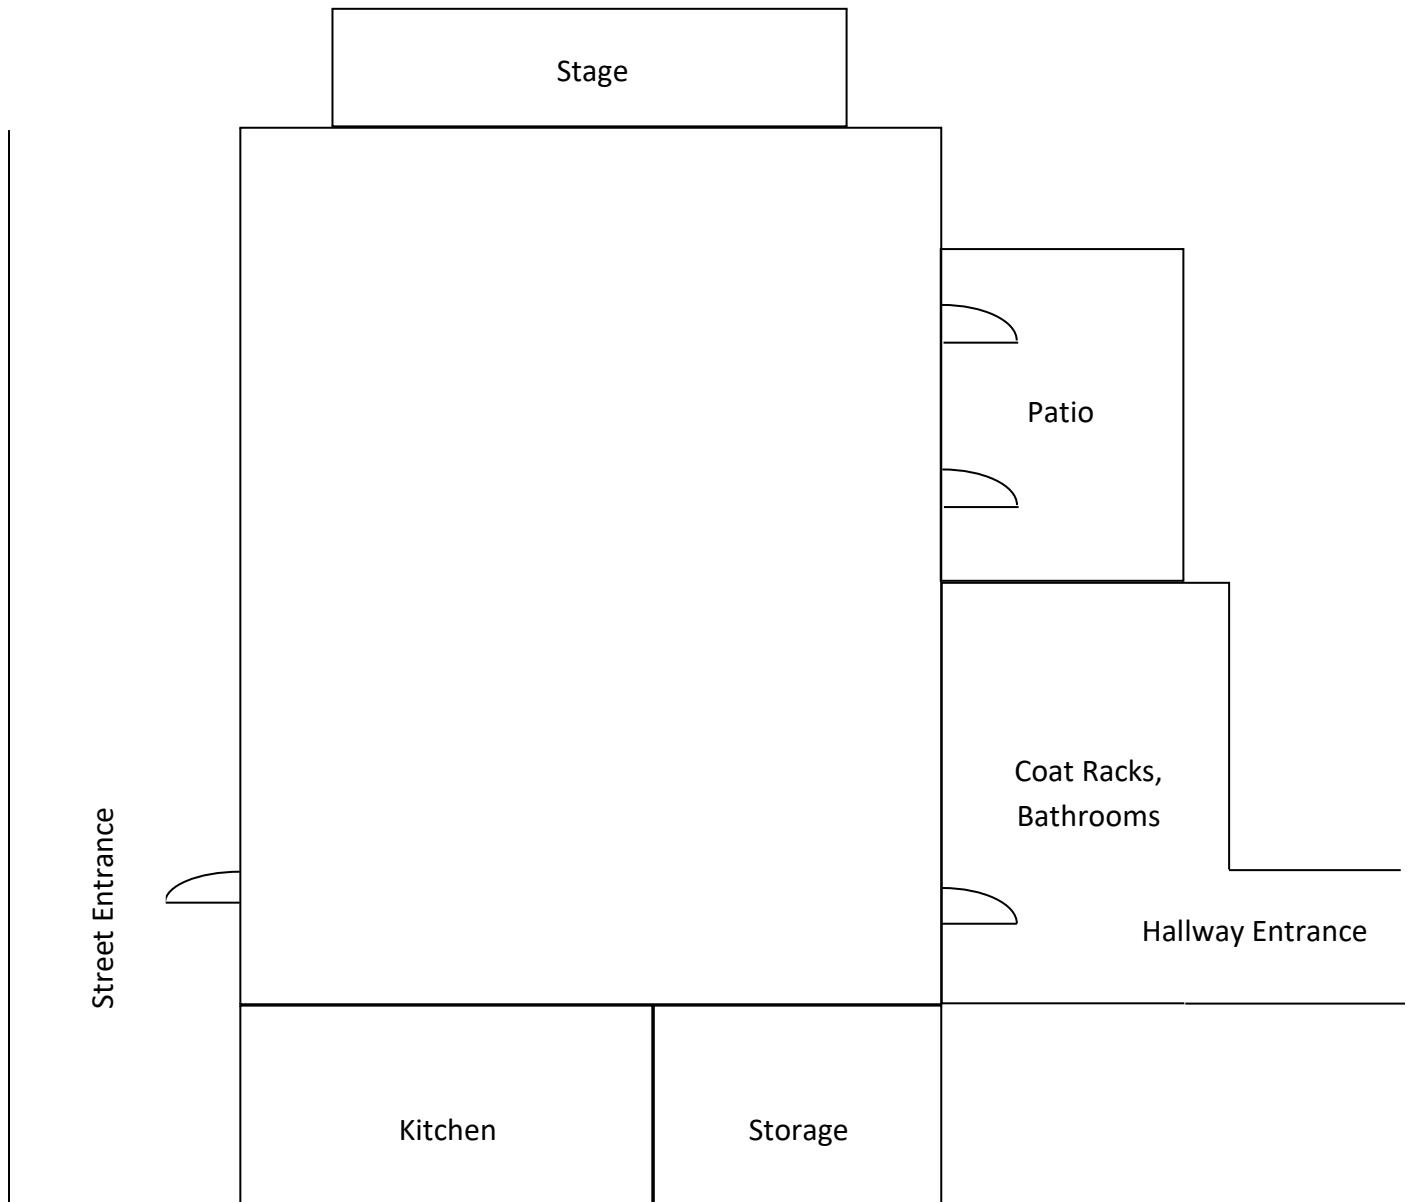 Stage
Patio
Coat Racks,
Bathrooms
Street Entrance
Hallway Entrance
Kitchen
Storage